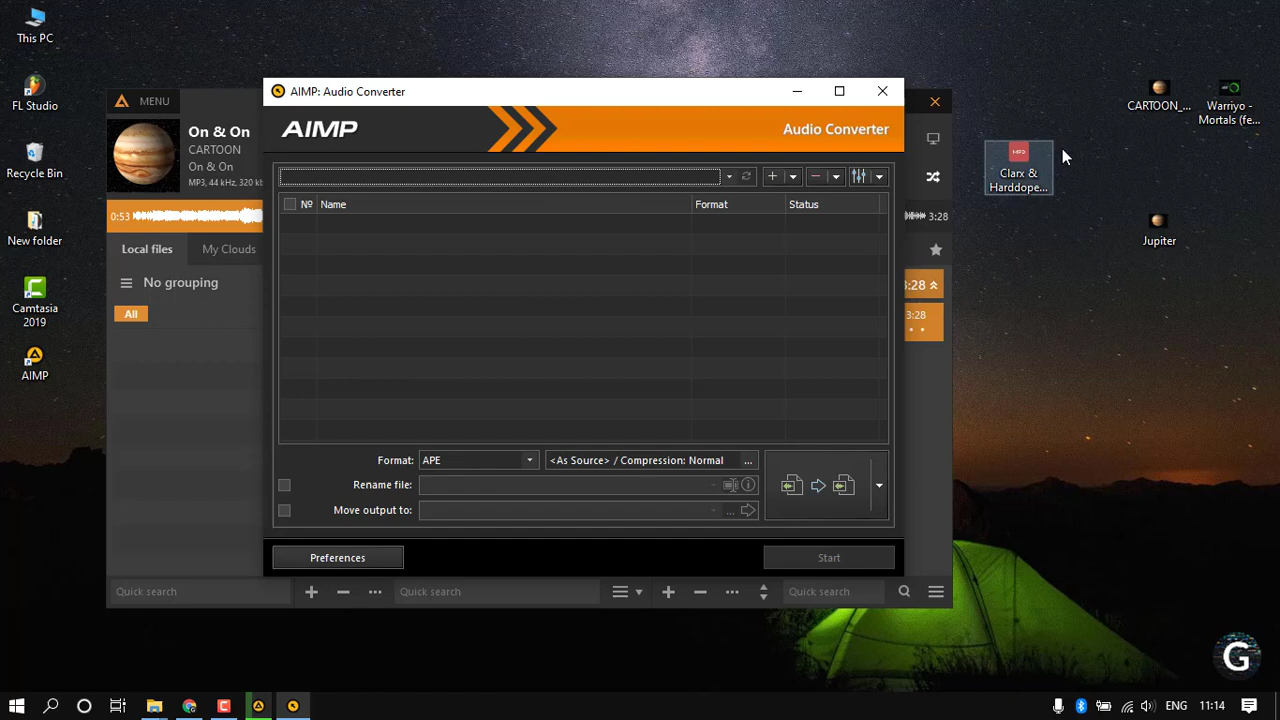 This PC
FL Studio
Recycle Bin
New folder
Camtasia
2019
AIMP
MENU
On & On
CARTOON
On & On
MP3, 44 kHz, 320 kb
0:53
3:28
Local files
My Clouds
No grouping
All
3:28
3:28
Quick search
Quick search
Quick search
AIMP: Audio Converter
AIMP
Audio Converter
Nº
Name
Format
Status
Format:
APE
<As Source> / Compression: Normal
...
Rename file:
Move output to:
...
Preferences
Start
MP3
Clarx &
Harddope...
CARTOON_...
Warriyo -
Mortals (fe...
Jupiter
G
ENG
11:14